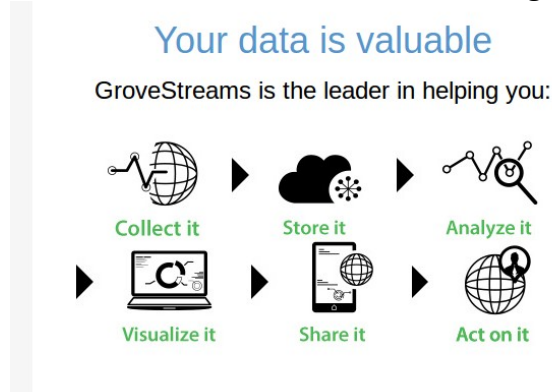 Your data is valuable
GroveStreams is the leader in helping you:
Collect it
Store it
Analyze it
Visualize it
Share it
Act on it